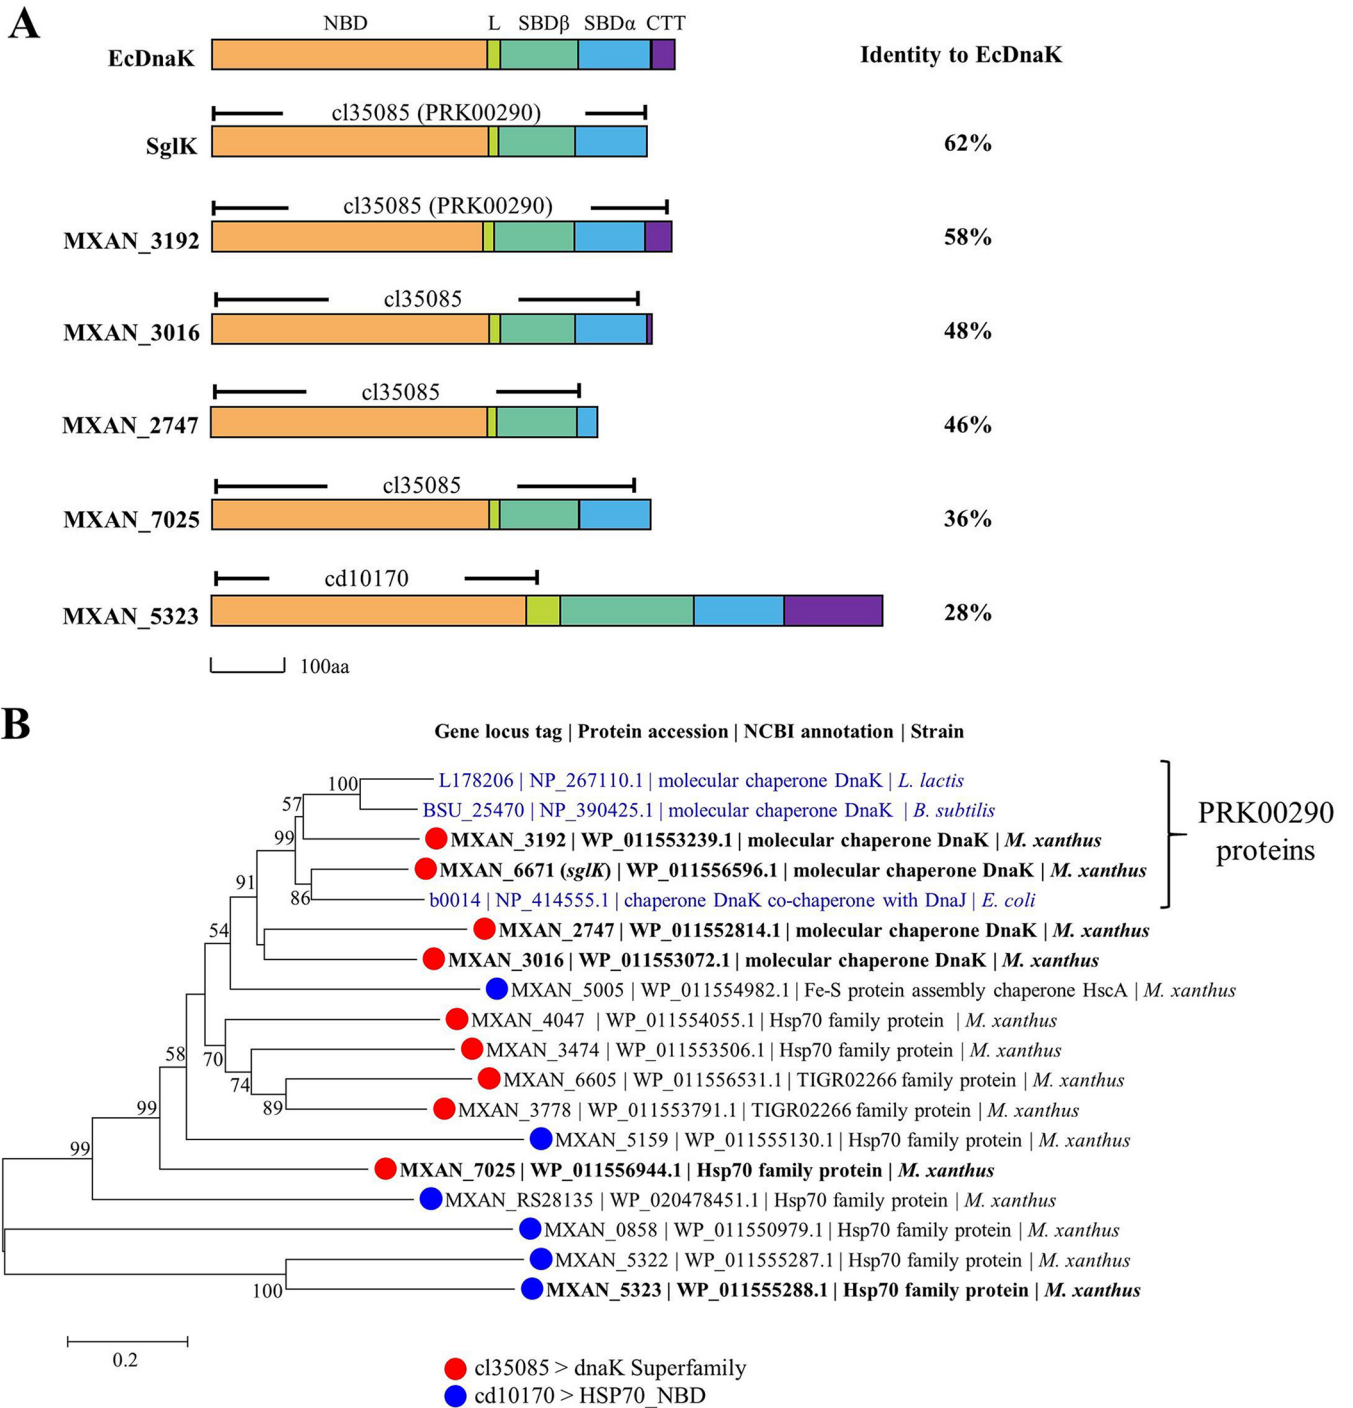 A
NBD L SBDβ SBDα CTT
EcDnaK Identity to EcDnaK
cl35085 (PRK00290)
SglK 62%
cl35085 (PRK00290)
MXAN_3192 58%
cl35085
MXAN_3016 48%
cl35085
MXAN_2747 46%
cl35085
MXAN_7025 36%
cd10170
MXAN_5323 28%
100aa
B
Gene locus tag | Protein accession | NCBI annotation | Strain
100 L178206 | NP_267110.1 | molecular chaperone DnaK | L. lactis
57 BSU_25470 | NP_390425.1 | molecular chaperone DnaK | B. subtilis
99 MXAN_3192 | WP_011553239.1 | molecular chaperone DnaK | M. xanthus
PRK00290
proteins
91 MXAN_6671 (sglK) | WP_011556596.1 | molecular chaperone DnaK | M. xanthus
86 b0014 | NP_414555.1 | chaperone DnaK co-chaperone with DnaJ | E. coli
54 MXAN_2747 | WP_011552814.1 | molecular chaperone DnaK | M. xanthus
MXAN_3016 | WP_011553072.1 | molecular chaperone DnaK | M. xanthus
MXAN_5005 | WP_011554982.1 | Fe-S protein assembly chaperone HscA | M. xanthus
MXAN_4047 | WP_011554055.1 | Hsp70 family protein | M. xanthus
58 70 MXAN_3474 | WP_011553506.1 | Hsp70 family protein | M. xanthus
74 MXAN_6605 | WP_011556531.1 | TIGR02266 family protein | M. xanthus
99 89 MXAN_3778 | WP_011553791.1 | TIGR02266 family protein | M. xanthus
99 MXAN_5159 | WP_011555130.1 | Hsp70 family protein | M. xanthus
MXAN_7025 | WP_011556944.1 | Hsp70 family protein | M. xanthus
MXAN_RS28135 | WP_020478451.1 | Hsp70 family protein | M. xanthus
MXAN_0858 | WP_011550979.1 | Hsp70 family protein | M. xanthus
MXAN_5322 | WP_011555287.1 | Hsp70 family protein | M. xanthus
100 MXAN_5323 | WP_011555288.1 | Hsp70 family protein | M. xanthus
0.2
cl35085 > dnaK Superfamily
cd10170 > HSP70_NBD